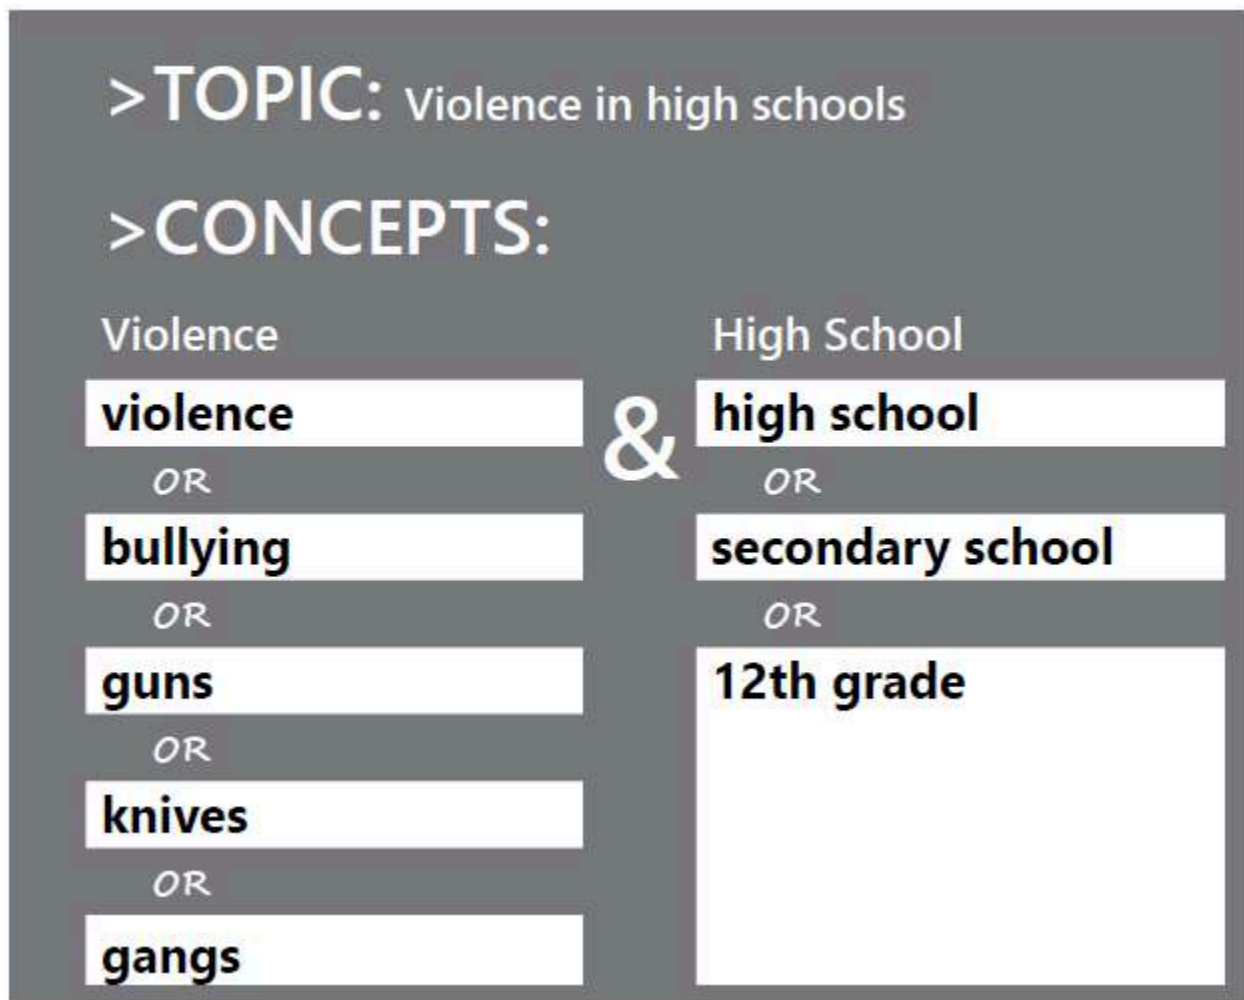 >TOPIC: Violence in high schools
>CONCEPTS:
Violence
violence
OR
bullying
OR
guns
OR
knives
OR
gangs
&
High School
high school
OR
secondary school
OR
12th grade